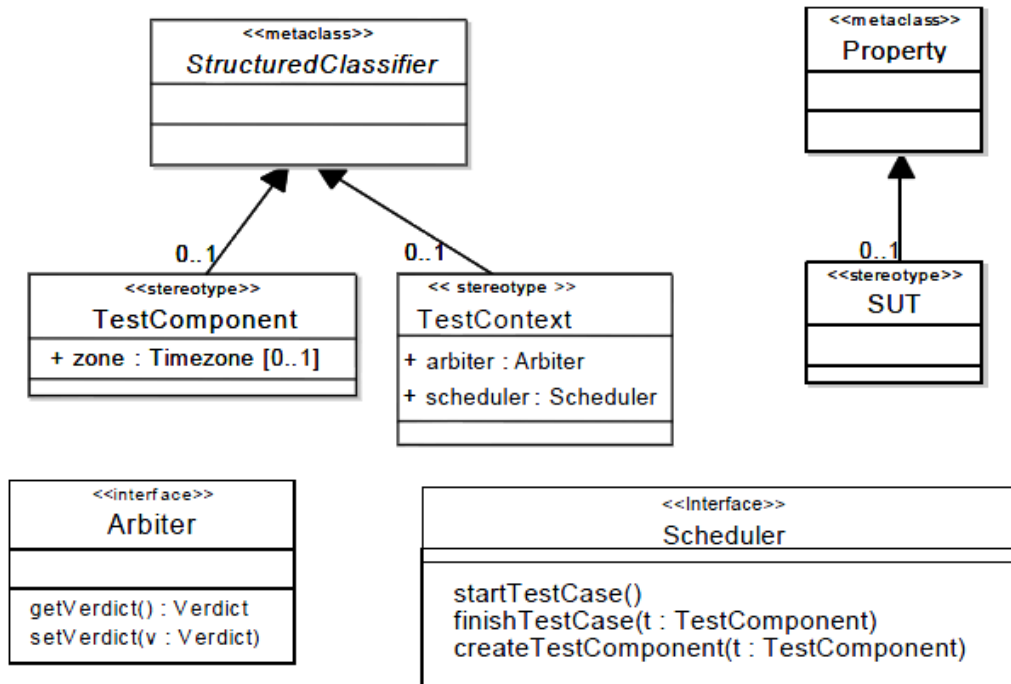 <<metaclass>>
StructuredClassifier
<<metaclass>>
Property
0..1
0..1
0..1
<<stereotype>>
TestComponent
+ zone : Timezone [0..1]
<< stereotype >>
TestContext
+ arbiter : Arbiter
+ scheduler : Scheduler
<<stereotype>>
SUT
<<interface>>
Arbiter
getVerdict() : Verdict
setVerdict(v : Verdict)
<<Interface>>
Scheduler
startTestCase()
finishTestCase(t : TestComponent)
createTestComponent(t : TestComponent)